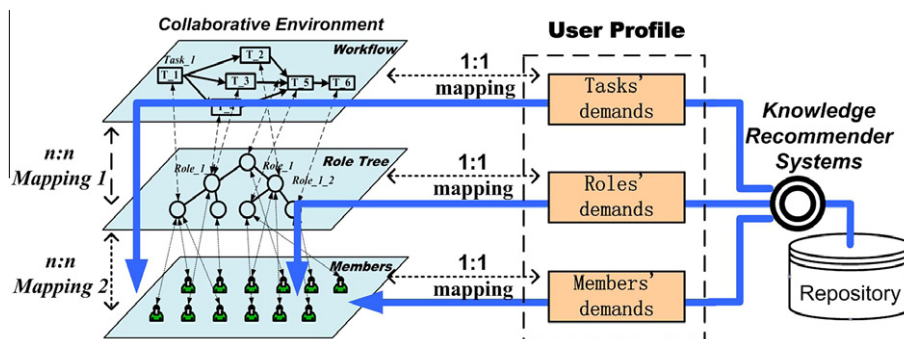 Collaborative Environment
User Profile
Workflow
Task_1
T_1
T_2
T_3
T_5
T_6
1:1
mapping
Tasks'
demands
Knowledge
Recommender
Systems
n:n
Mapping 1
Role Tree
Role_1
Role_1
Role_1_2
1:1
mapping
Roles'
demands
n:n
Mapping 2
Members
1:1
mapping
Members'
demands
Repository